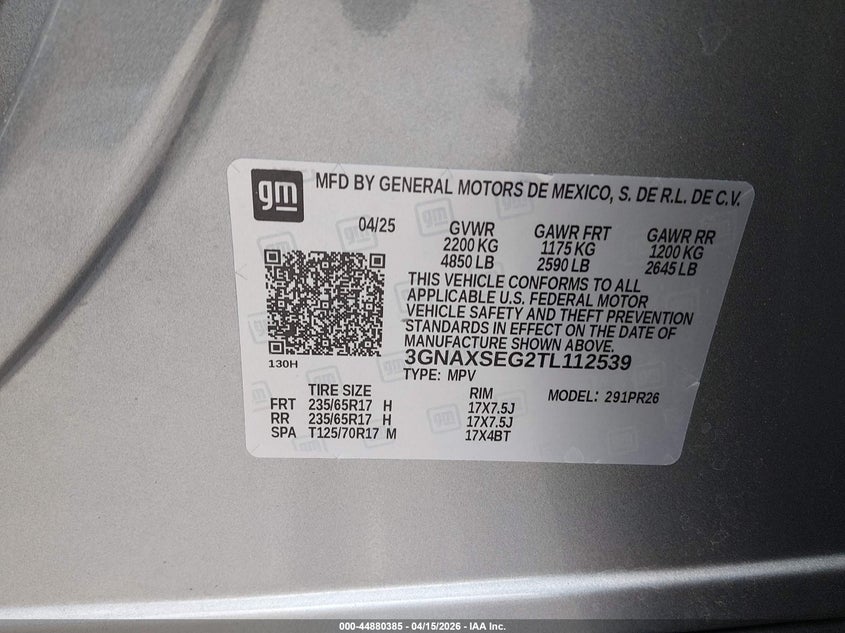 gm MFD BY GENERAL MOTORS DE MEXICO, S. DE R.L. DE C.V.
04/25 GVWR GAWR FRT GAWR RR
2200 KG 1175 KG 1200 KG
4850 LB 2590 LB 2645 LB
THIS VEHICLE CONFORMS TO ALL
APPLICABLE U.S. FEDERAL MOTOR
VEHICLE SAFETY AND THEFT PREVENTION
STANDARDS IN EFFECT ON THE DATE OF
MANUFACTURE SHOWN ABOVE.
130H 3GNAXSEG2TL112539
TYPE: MPV
TIRE SIZE RIM MODEL: 291PR26
FRT 235/65R17 H 17X7.5J
RR 235/65R17 H 17X7.5J
SPA T125/70R17 M 17X4BT
000-44880385 - 04/15/2026 - IAA Inc.